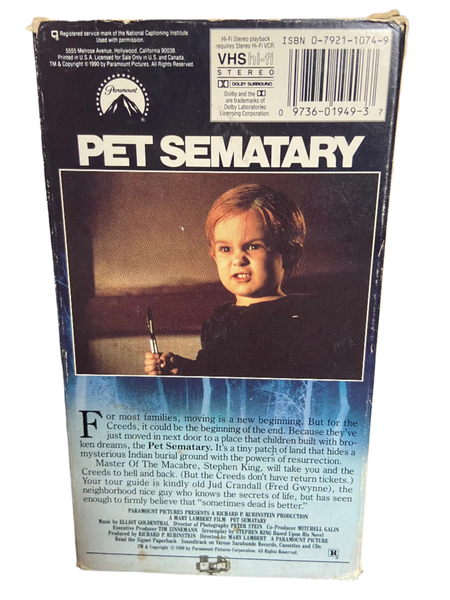 Registered service mark of the National Captioning Institute
Used with permission.
5555 Melrose Avenue, Hollywood, California 90038.
Printed in U.S.A. Licensed for Sale Only in U.S. and Canada.
TM & Copyright © 1990 by Paramount Pictures. All Rights Reserved.
Paramount
Hi-Fi Stereo playback
requires Stereo Hi-Fi VCR
VHS hi-fi
STEREO
DOLBY SURROUND
Dolby and the
are trademarks of
Dolby Laboratories
Licensing Corporation.
ISBN 0-7921-1074-9
0 9736-01949-3 7
PET SEMATARY
For most families, moving is a new beginning. But for the
Creeds, it could be the beginning of the end. Because they've
just moved in next door to a place that children built with bro-
ken dreams, the Pet Sematary. It's a tiny patch of land that hides a
mysterious Indian burial ground with the powers of resurrection.
Master Of The Macabre, Stephen King, will take you and the
Creeds to hell and back. (But the Creeds don't have return tickets.)
Your tour guide is kindly old Jud Crandall (Fred Gwynne), the
neighborhood nice guy who knows the secrets of life, but has seen
enough to firmly believe that "sometimes dead is better."
PARAMOUNT PICTURES PRESENTS A RICHARD P. RUBINSTEIN PRODUCTION
A MARY LAMBERT FILM PET SEMATARY
Music by ELLIOT GOLDENTHAL Director of Photography PETER STEIN Co-Producer MITCHELL GALIN
Executive Producer TIM ZINNEMANN Screenplay by STEPHEN KING Based Upon His Novel
Produced by RICHARD P. RUBINSTEIN Directed by MARY LAMBERT A PARAMOUNT PICTURE
Read the Signet Paperback Soundtrack on Varese Sarabande Records, Cassettes and CDs
TM & Copyright © 1988 by Paramount Pictures Corporation. All Rights Reserved.
R